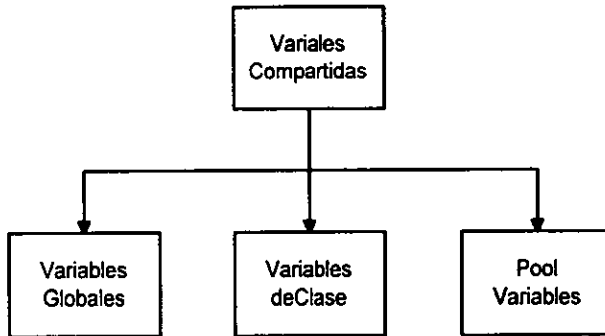 Variales
Compartidas
Variables
Globales
Variables
deClase
Pool
Variables